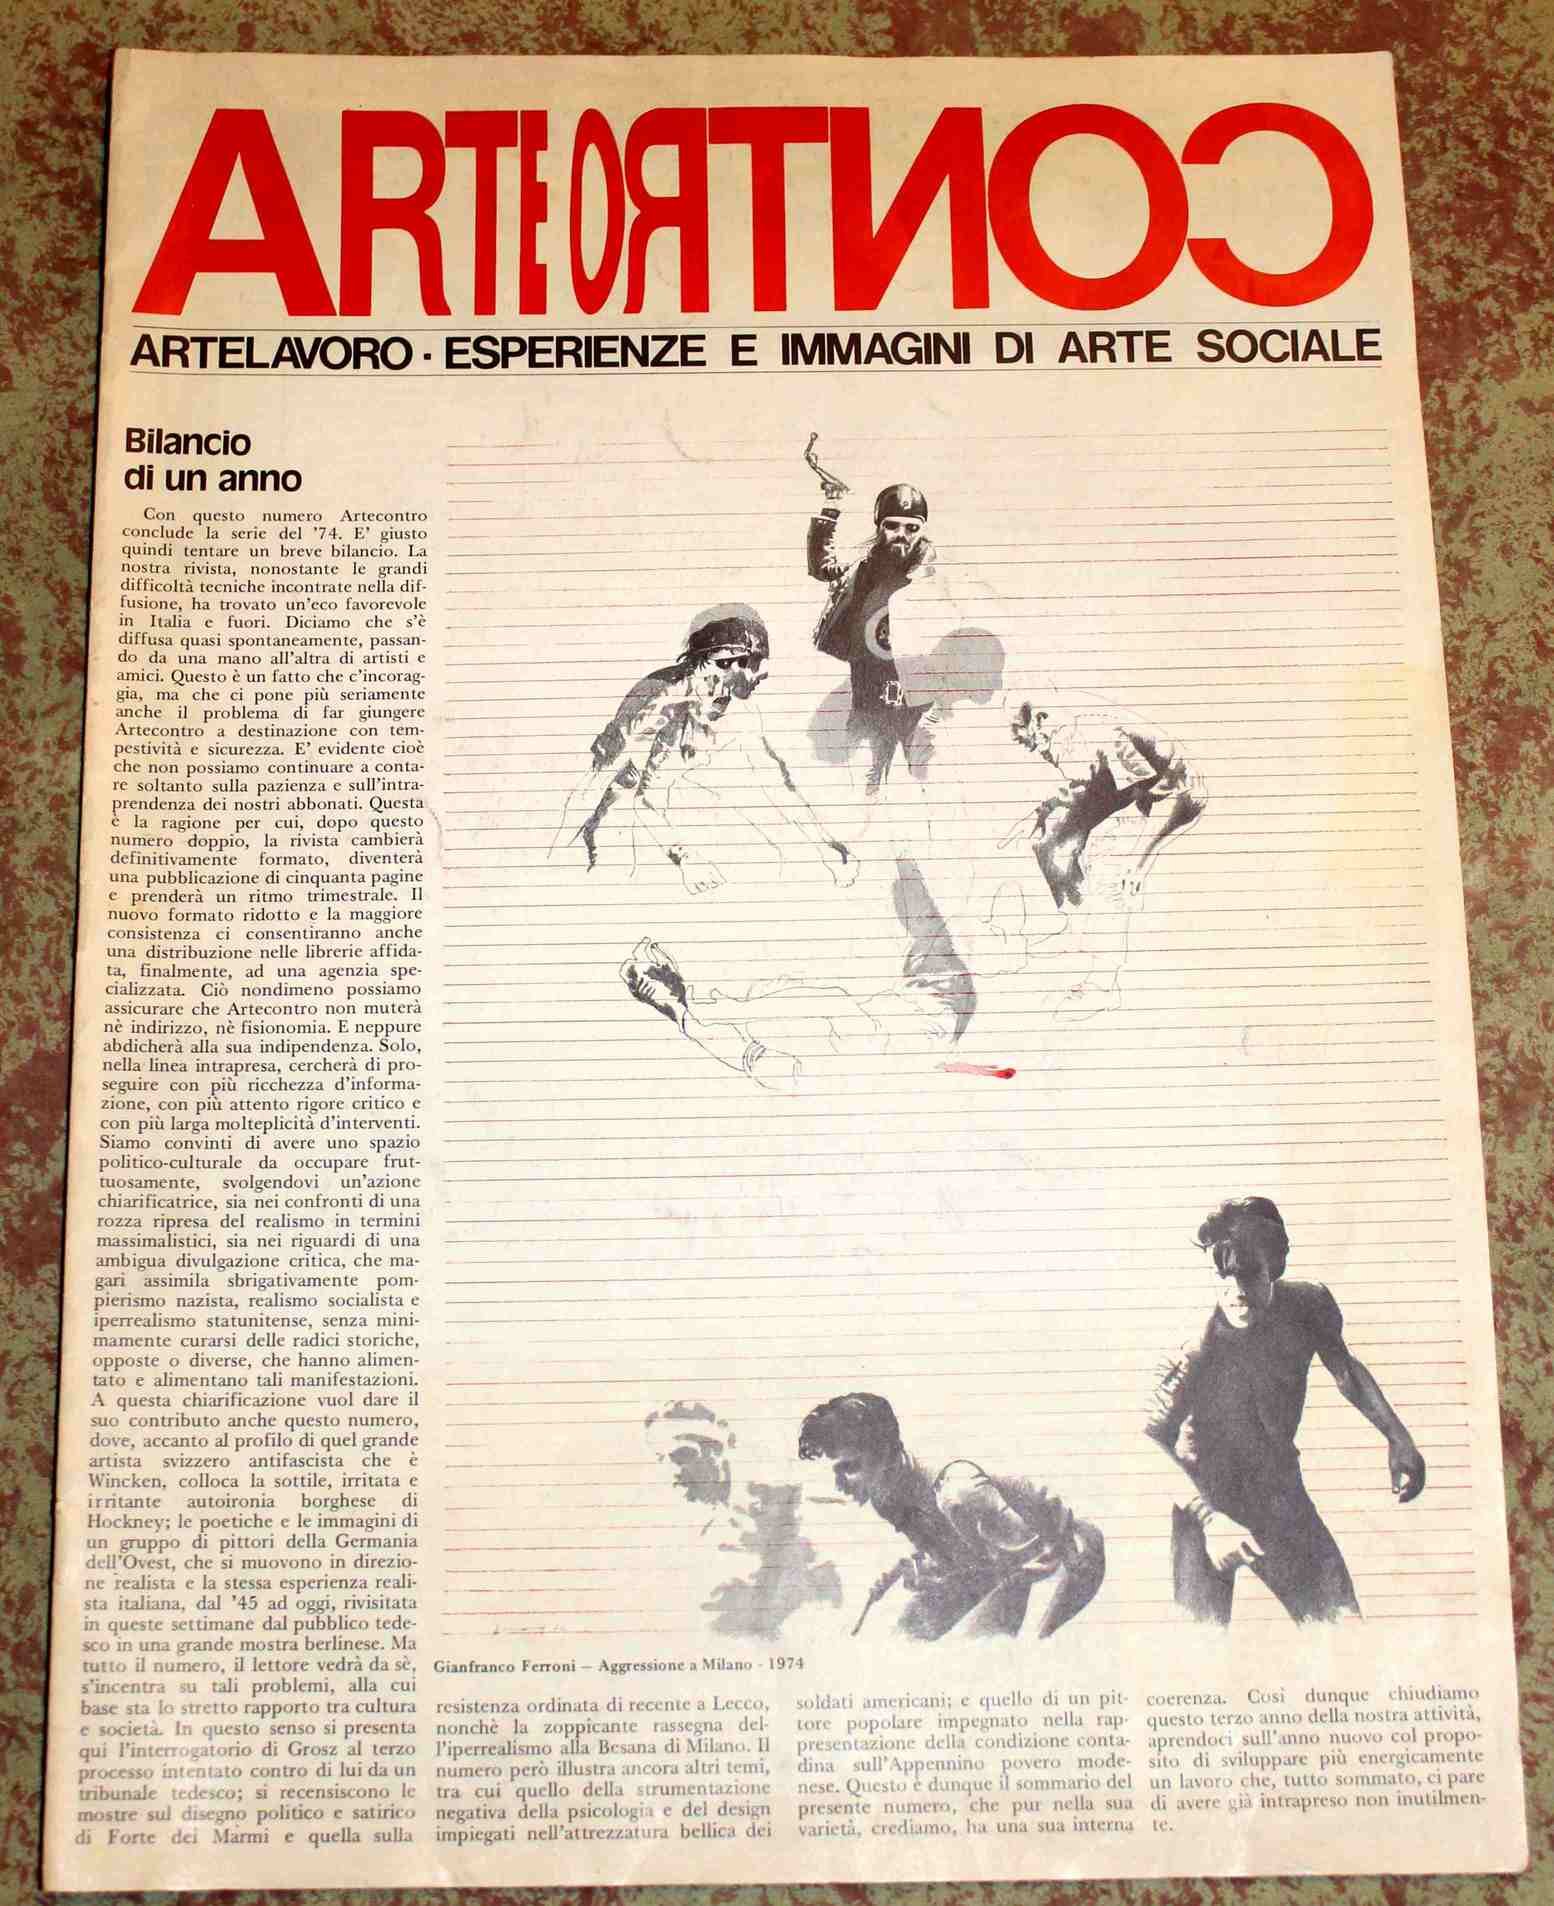 ARTECONTRO
ARTELAVORO · ESPERIENZE E IMMAGINI DI ARTE SOCIALE
Bilancio
di un anno
Con questo numero Artecontro
conclude la serie del '74. E' giusto
quindi tentare un breve bilancio. La
nostra rivista, nonostante le grandi
difficoltà tecniche incontrate nella dif-
fusione, ha trovato un'eco favorevole
in Italia e fuori. Diciamo che s'è
diffusa quasi spontaneamente, passan-
do da una mano all'altra di artisti e
amici. Questo è un fatto che c'incorag-
gia, ma che ci pone più seriamente
anche il problema di far giungere
Artecontro a destinazione con tem-
pestività e sicurezza. E' evidente cioè
che non possiamo continuare a conta-
re soltanto sulla pazienza e sull'intra-
prendenza dei nostri abbonati. Questa
è la ragione per cui, dopo questo
numero doppio, la rivista cambierà
definitivamente formato, diventerà
una pubblicazione di cinquanta pagine
e prenderà un ritmo trimestrale. Il
nuovo formato ridotto e la maggiore
consistenza ci consentiranno anche
una distribuzione nelle librerie affida-
ta, finalmente, ad una agenzia spe-
cializzata. Ciò nondimeno possiamo
assicurare che Artecontro non muterà
nè indirizzo, nè fisionomia. E neppure
abdicherà alla sua indipendenza. Solo,
nella linea intrapresa, cercherà di pro-
seguire con più ricchezza d'informa-
zione, con più attento rigore critico e
con più larga molteplicità d'interventi.
Siamo convinti di avere uno spazio
politico-culturale da occupare frut-
tuosamente, svolgendovi un'azione
chiarificatrice, sia nei confronti di una
rozza ripresa del realismo in termini
massimalistici, sia nei riguardi di una
ambigua divulgazione critica, che ma-
gari assimila sbrigativamente pom-
pierismo nazista, realismo socialista e
iperrealismo statunitense, senza mini-
mamente curarsi delle radici storiche,
opposte o diverse, che hanno alimen-
tato e alimentano tali manifestazioni.
A questa chiarificazione vuol dare il
suo contributo anche questo numero,
dove, accanto al profilo di quel grande
artista svizzero antifascista che è
Wincken, colloca la sottile, irritata e
irritante autoironia borghese di
Hockney; le poetiche e le immagini di
un gruppo di pittori della Germania
dell'Ovest, che si muovono in direzio-
ne realista e la stessa esperienza reali-
sta italiana, dal '45 ad oggi, rivisitata
in queste settimane dal pubblico tede-
sco in una grande mostra berlinese. Ma
tutto il numero, il lettore vedrà da sè,
s'incentra su tali problemi, alla cui
base sta lo stretto rapporto tra cultura
e società. In questo senso si presenta
qui l'interrogatorio di Grosz al terzo
processo intentato contro di lui da un
tribunale tedesco; si recensiscono le
mostre sul disegno politico e satirico
di Forte dei Marmi e quella sulla
Gianfranco Ferroni — Aggressione a Milano - 1974
resistenza ordinata di recente a Lecco,
nonchè la zoppicante rassegna del-
l'iperrealismo alla Besana di Milano. Il
numero però illustra ancora altri temi,
tra cui quello della strumentazione
negativa della psicologia e del design
impiegati nell'attrezzatura bellica dei
soldati americani; e quello di un pit-
tore popolare impegnato nella rap-
presentazione della condizione conta-
dina sull'Appennino povero mode-
nese. Questo è dunque il sommario del
presente numero, che pur nella sua
varietà, crediamo, ha una sua interna
coerenza. Così dunque chiudiamo
questo terzo anno della nostra attività,
aprendoci sull'anno nuovo col propo-
sito di sviluppare più energicamente
un lavoro che, tutto sommato, ci pare
di avere già intrapreso non inutilmen-
te.